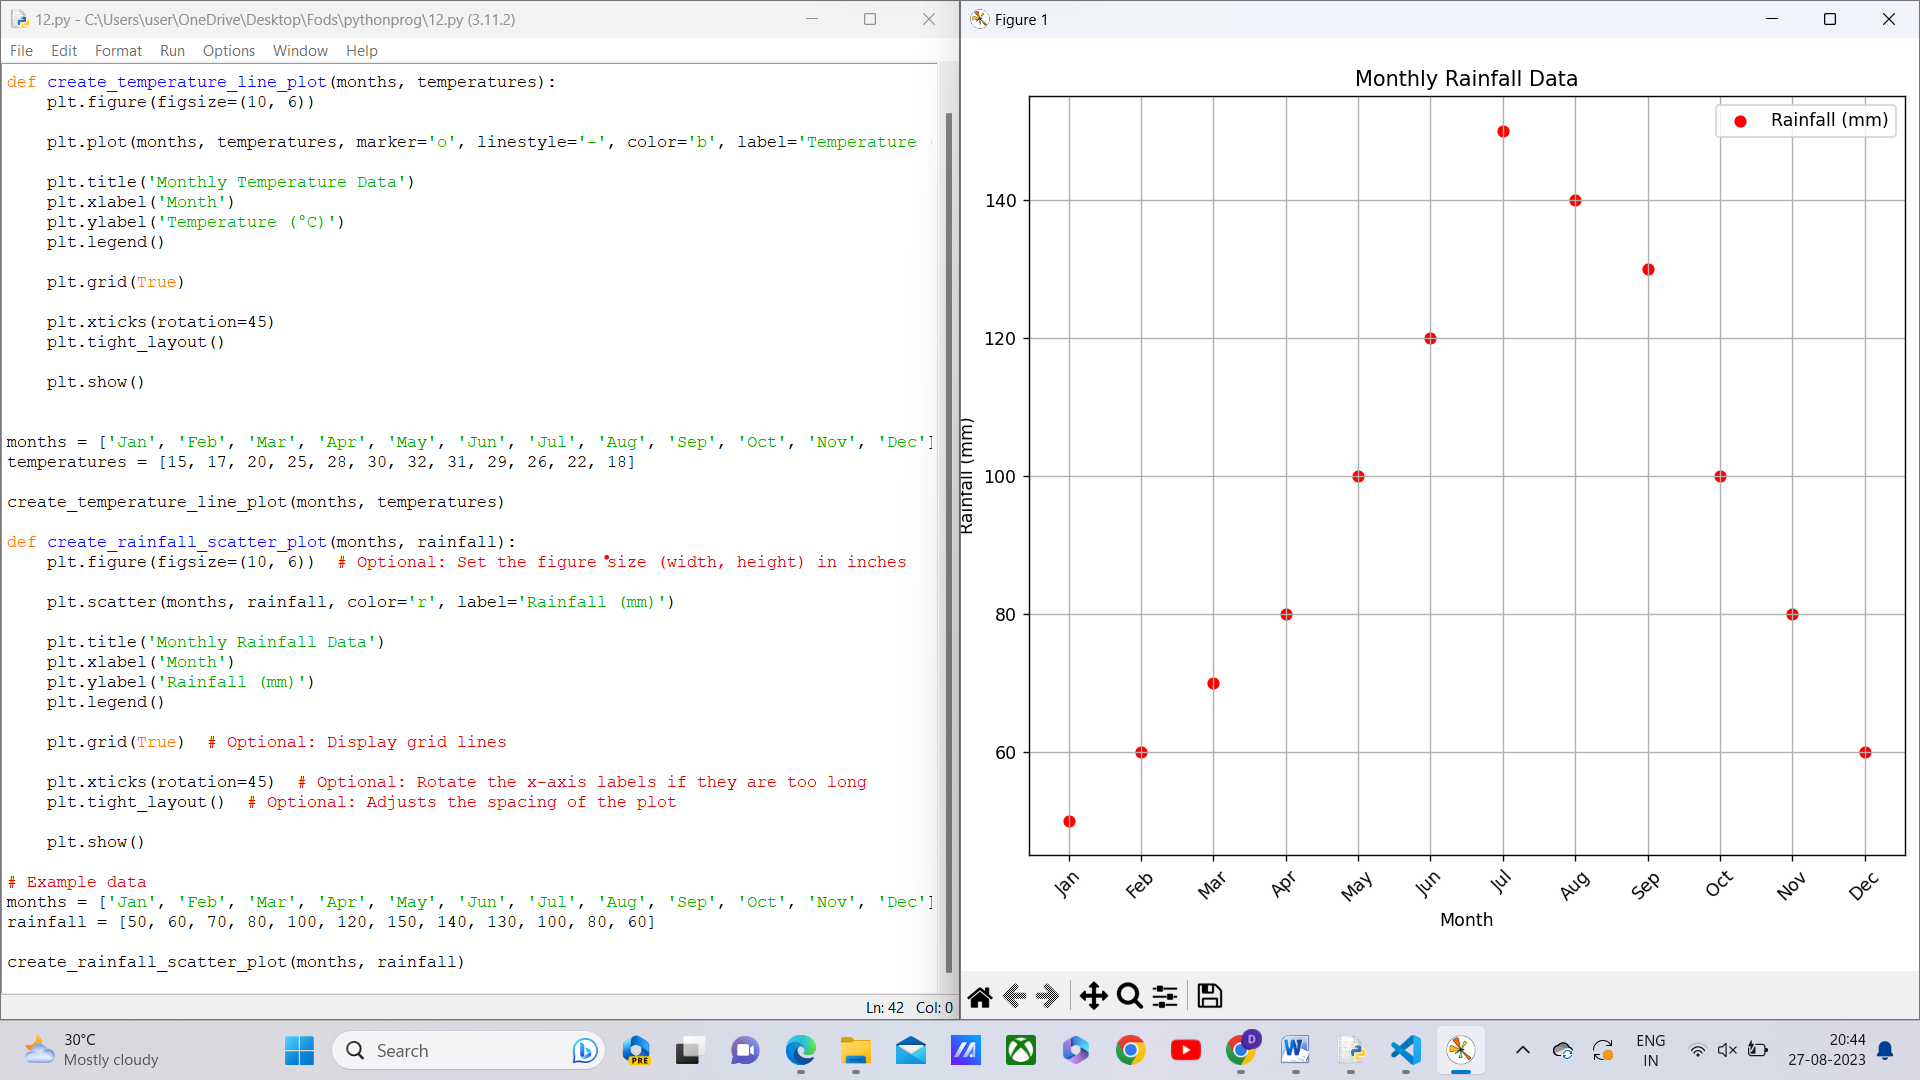 12.py - C:\Users\user\OneDrive\Desktop\Fods\pythonprog\12.py (3.11.2)
File Edit Format Run Options Window Help
def create_temperature_line_plot(months, temperatures):
    plt.figure(figsize=(10, 6))
    plt.plot(months, temperatures, marker='o', linestyle='-', color='b', label='Temperature
    plt.title('Monthly Temperature Data')
    plt.xlabel('Month')
    plt.ylabel('Temperature (°C)')
    plt.legend()
    plt.grid(True)
    plt.xticks(rotation=45)
    plt.tight_layout()
    plt.show()
months = ['Jan', 'Feb', 'Mar', 'Apr', 'May', 'Jun', 'Jul', 'Aug', 'Sep', 'Oct', 'Nov', 'Dec']
temperatures = [15, 17, 20, 25, 28, 30, 32, 31, 29, 26, 22, 18]
create_temperature_line_plot(months, temperatures)
def create_rainfall_scatter_plot(months, rainfall):
    plt.figure(figsize=(10, 6))  # Optional: Set the figure size (width, height) in inches
    plt.scatter(months, rainfall, color='r', label='Rainfall (mm)')
    plt.title('Monthly Rainfall Data')
    plt.xlabel('Month')
    plt.ylabel('Rainfall (mm)')
    plt.legend()
    plt.grid(True)  # Optional: Display grid lines
    plt.xticks(rotation=45)  # Optional: Rotate the x-axis labels if they are too long
    plt.tight_layout()  # Optional: Adjusts the spacing of the plot
    plt.show()
# Example data
months = ['Jan', 'Feb', 'Mar', 'Apr', 'May', 'Jun', 'Jul', 'Aug', 'Sep', 'Oct', 'Nov', 'Dec']
rainfall = [50, 60, 70, 80, 100, 120, 150, 140, 130, 100, 80, 60]
create_rainfall_scatter_plot(months, rainfall)
Ln: 42 Col: 0
Figure 1
Monthly Rainfall Data
Rainfall (mm)
140
120
100
80
60
Rainfall (mm)
Jan Feb Mar Apr May Jun Jul Aug Sep Oct Nov Dec
Month
30°C
Mostly cloudy
Search
PRE
D
W
ENG
IN
20:44
27-08-2023